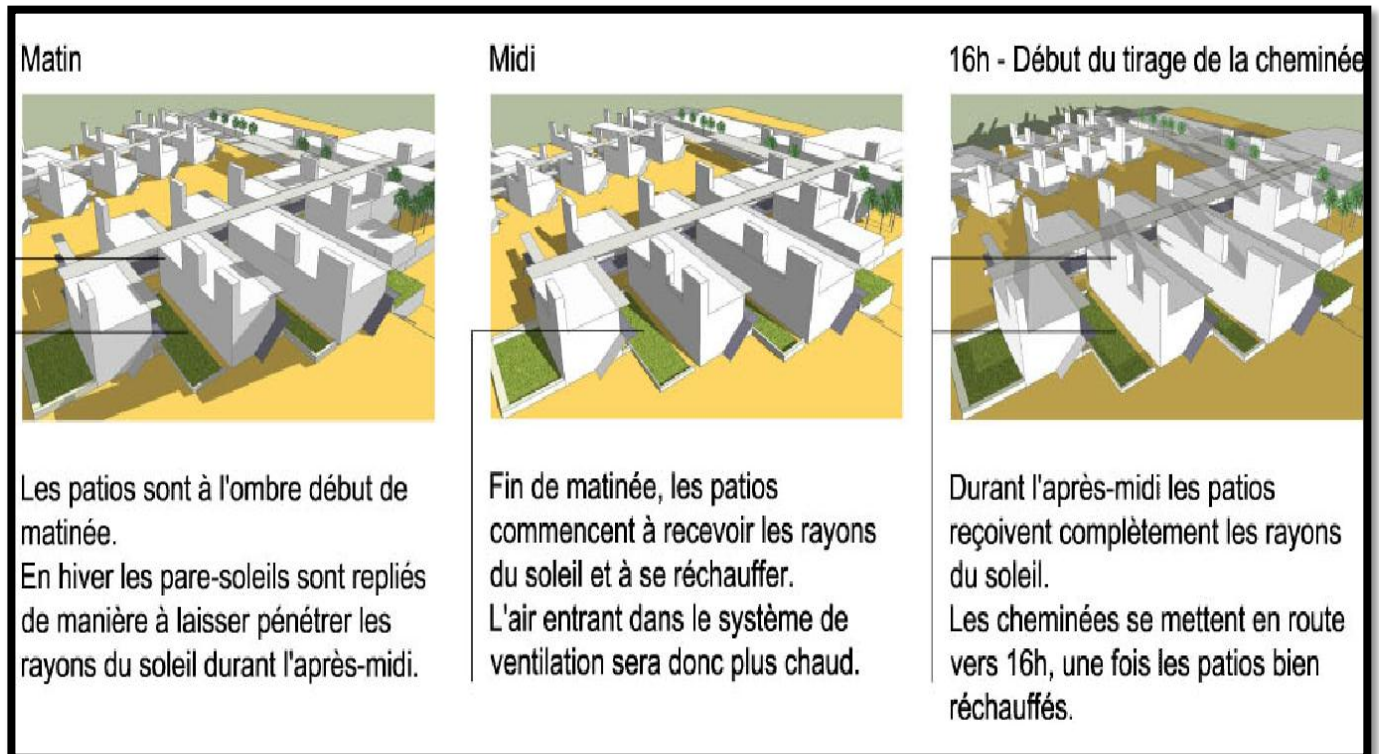 Matin
Les patios sont à l'ombre début de
matinée.
En hiver les pare-soleils sont repliés
de manière à laisser pénétrer les
rayons du soleil durant l'après-midi.
Midi
Fin de matinée, les patios
commencent à recevoir les rayons
du soleil et à se réchauffer.
L'air entrant dans le système de
ventilation sera donc plus chaud.
16h - Début du tirage de la cheminée
Durant l'après-midi les patios
reçoivent complètement les rayons
du soleil.
Les cheminées se mettent en route
vers 16h, une fois les patios bien
réchauffés.